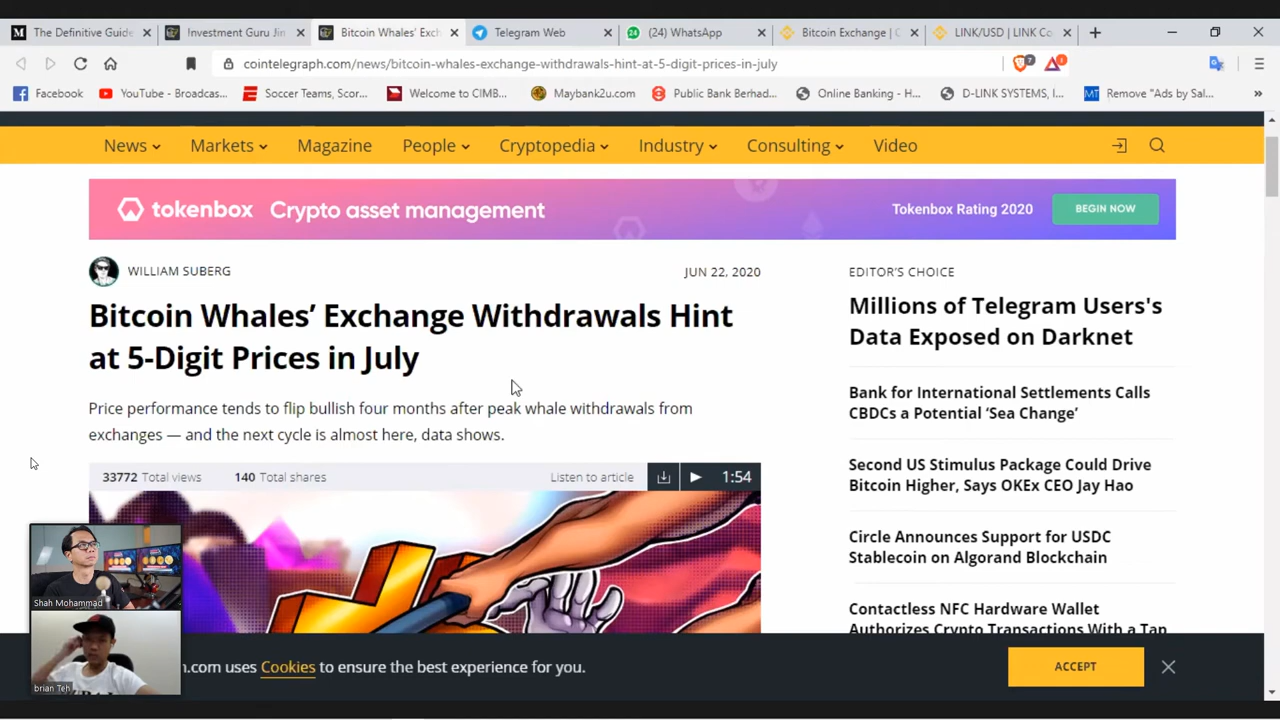 The Definitive Guide
Investment Guru Jim
Bitcoin Whales' Exch
Telegram Web
(24) WhatsApp
Bitcoin Exchange | C
LINK/USD | LINK Co
cointelegraph.com/news/bitcoin-whales-exchange-withdrawals-hint-at-5-digit-prices-in-july
Facebook
YouTube - Broadcas...
Soccer Teams, Scor...
Welcome to CIMB...
Maybank2u.com
Public Bank Berhad...
Online Banking - H...
D-LINK SYSTEMS, I...
Remove "Ads by Sal...
News
Markets
Magazine
People
Cryptopedia
Industry
Consulting
Video
tokenbox Crypto asset management
Tokenbox Rating 2020
BEGIN NOW
WILLIAM SUBERG
JUN 22, 2020
Bitcoin Whales’ Exchange Withdrawals Hint
at 5-Digit Prices in July
Price performance tends to flip bullish four months after peak whale withdrawals from
exchanges — and the next cycle is almost here, data shows.
33772 Total views
140 Total shares
Listen to article
1:54
EDITOR’S CHOICE
Millions of Telegram Users's
Data Exposed on Darknet
Bank for International Settlements Calls
CBDCs a Potential ‘Sea Change’
Second US Stimulus Package Could Drive
Bitcoin Higher, Says OKEx CEO Jay Hao
Circle Announces Support for USDC
Stablecoin on Algorand Blockchain
Contactless NFC Hardware Wallet
Authorizes Crypto Transactions With a Tap
Shah Mohammad
brian Teh
.com uses Cookies to ensure the best experience for you.
ACCEPT